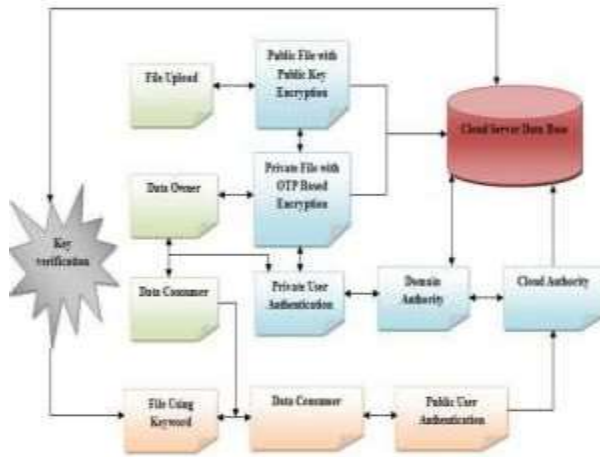 Public File with
Public Key
Encryption
File Upload
Cloud Server Data Base
Private File with
OTP Based
Encryption
Data Owner
Key
verification
Data Consumer
Private User
Authentication
Domain
Authority
Cloud Authority
File Using
Keyword
Data Consumer
Public User
Authentication